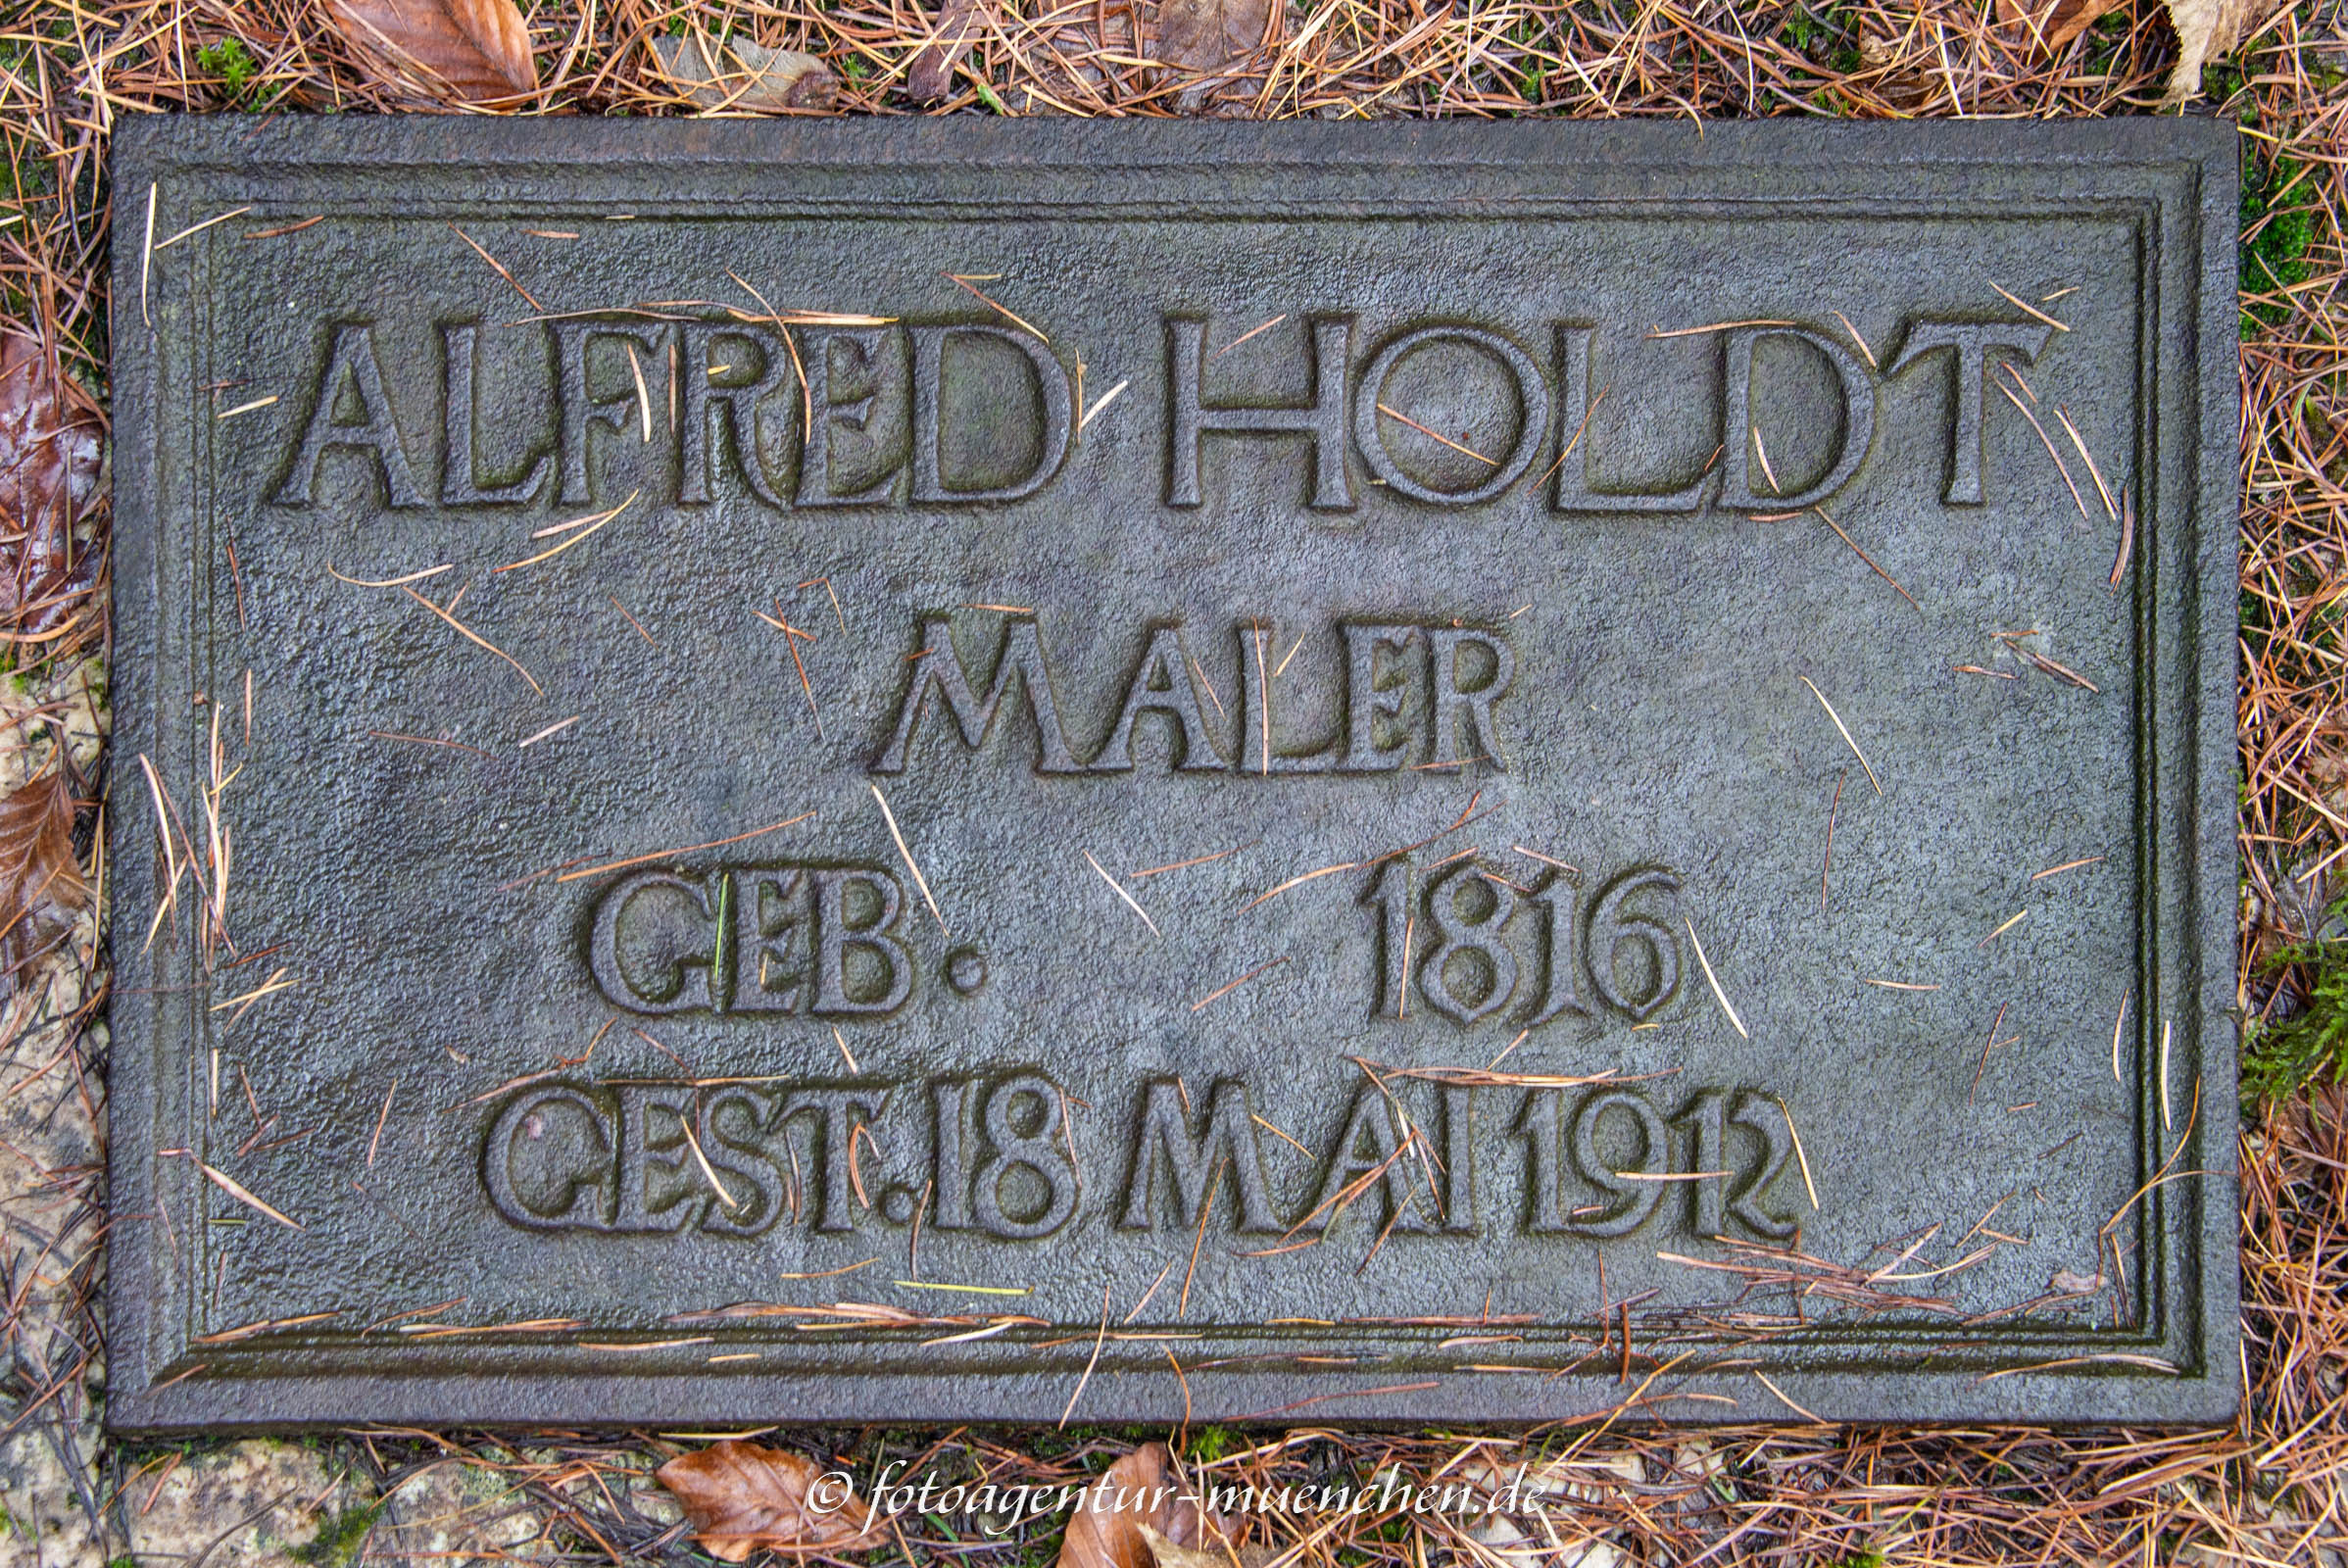 ALFRED HOLDT
MALER
GEB. 1816
GEST. 18 MAI 1912
© fotoagentur-muenchen.de